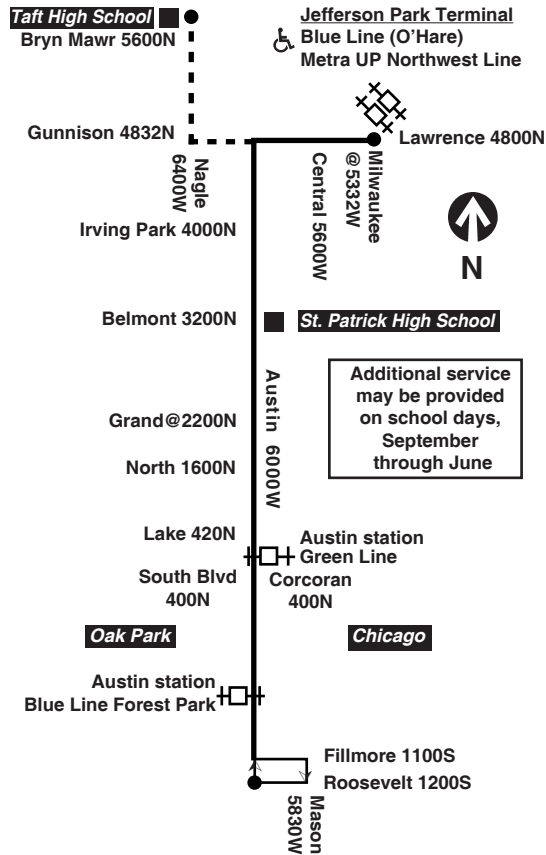 Taft High School
Bryn Mawr 5600N
Jefferson Park Terminal
Blue Line (O'Hare)
Metra UP Northwest Line
Gunnison 4832N
Lawrence 4800N
Nagle
6400W
Central 5600W
Milwaukee
@5332W
Irving Park 4000N
N
Belmont 3200N
St. Patrick High School
Austin 6000W
Additional service
may be provided
on school days,
September
through June
Grand@2200N
North 1600N
Lake 420N
Austin station
Green Line
South Blvd
400N
Corcoran
400N
Oak Park
Chicago
Austin station
Blue Line Forest Park
Fillmore 1100S
Roosevelt 1200S
Mason
5830W